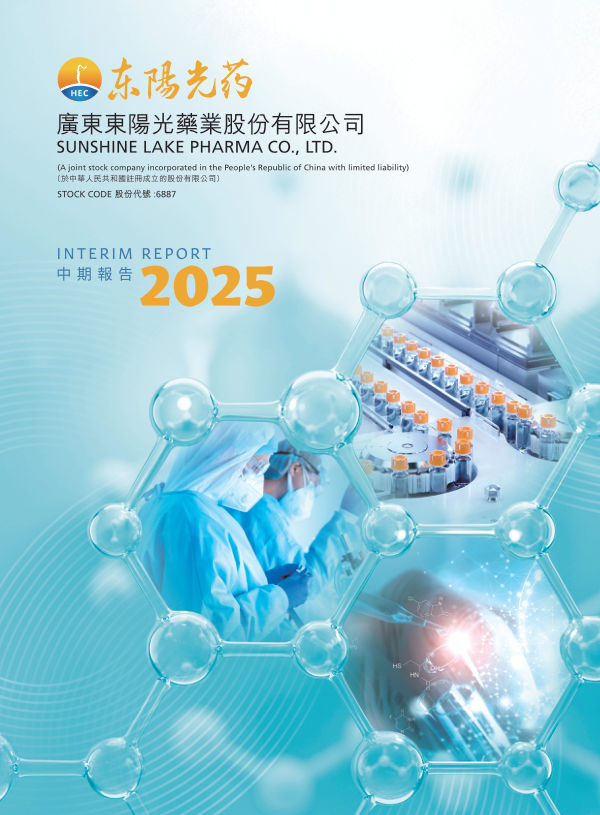 HEC
东陽光药
廣東東陽光藥業股份有限公司
SUNSHINE LAKE PHARMA CO., LTD.
(A joint stock company incorporated in the People's Republic of China with limited liability)
(於中華人民共和國註冊成立的股份有限公司)
STOCK CODE 股份代號 :6887
INTERIM REPORT
中期報告
2025
HS
HN